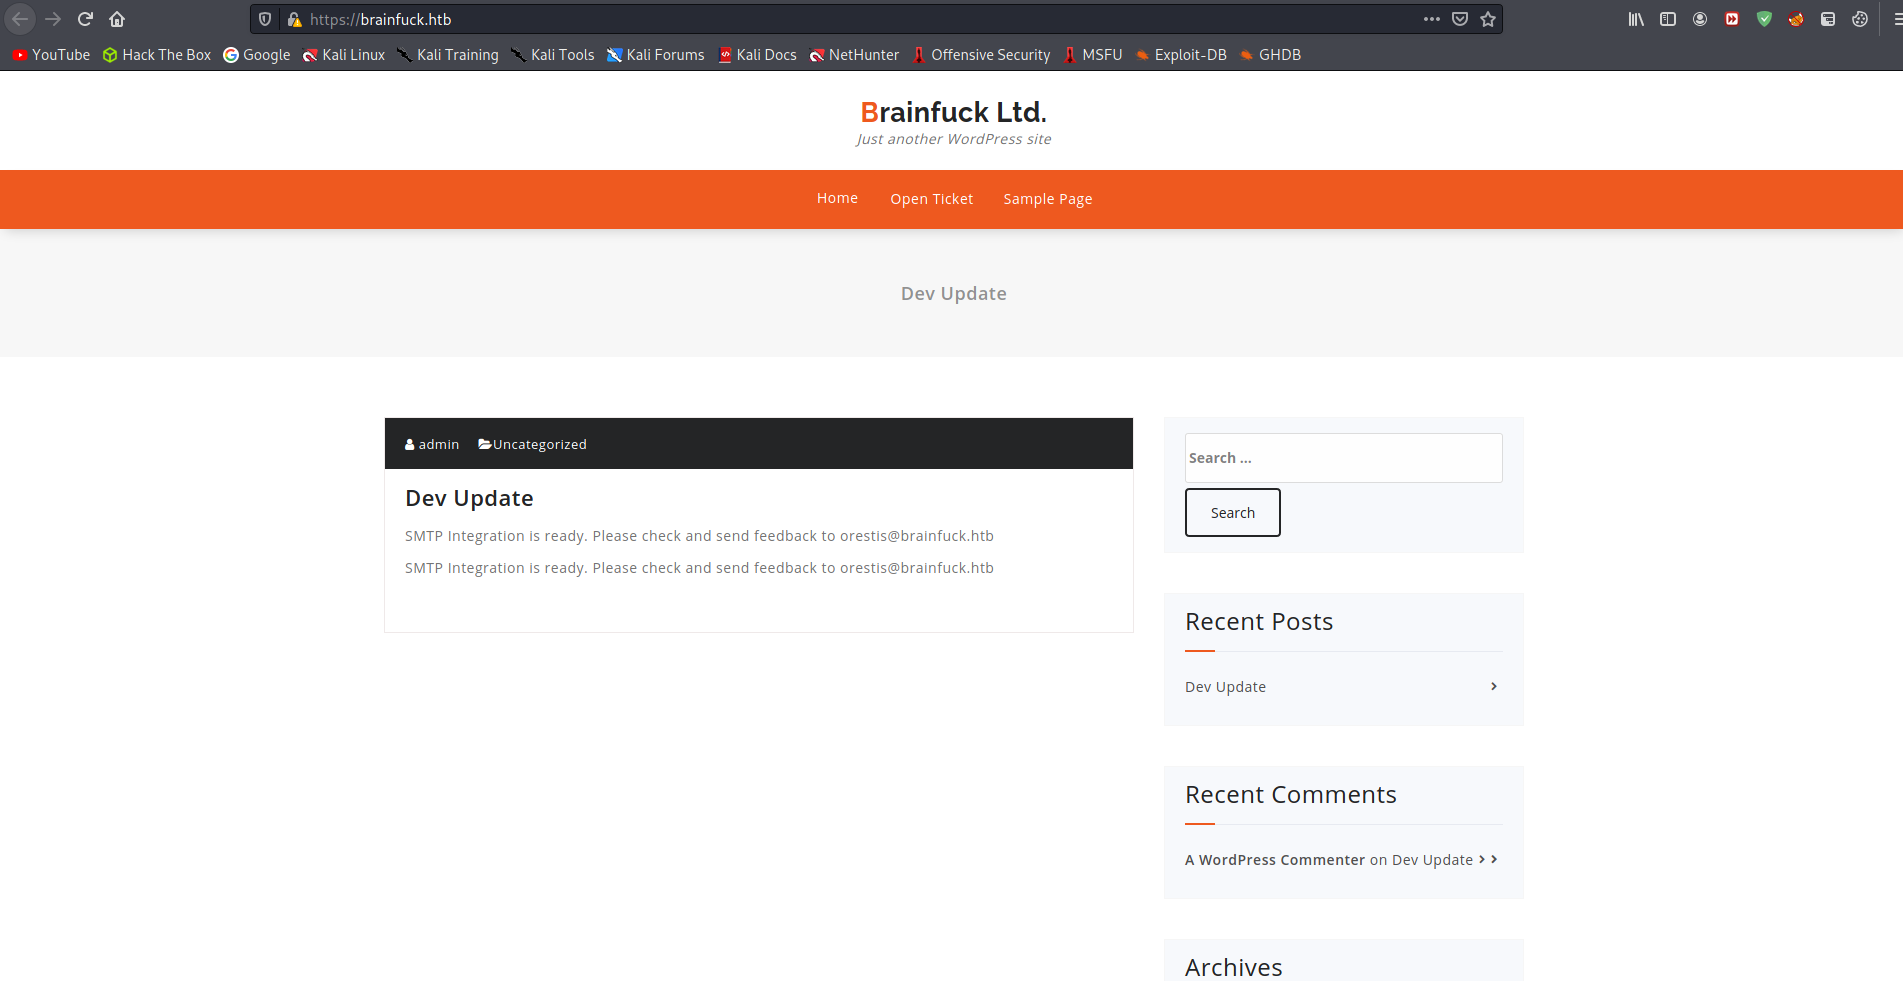 https://brainfuck.htb
YouTube Hack The Box Google Kali Linux Kali Training Kali Tools Kali Forums Kali Docs NetHunter Offensive Security MSFU Exploit-DB GHDB
Brainfuck Ltd.
Just another WordPress site
Home Open Ticket Sample Page
Dev Update
admin Uncategorized
Dev Update
SMTP Integration is ready. Please check and send feedback to orestis@brainfuck.htb
SMTP Integration is ready. Please check and send feedback to orestis@brainfuck.htb
Search ...
Search
Recent Posts
Dev Update
Recent Comments
A WordPress Commenter on Dev Update
Archives